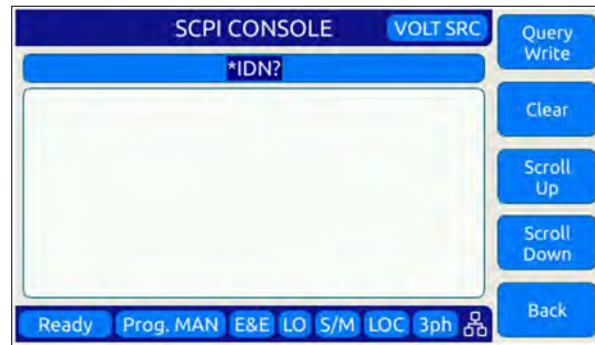 SCPI CONSOLE
VOLT SRC
*IDN?
Query
Write
Clear
Scroll
Up
Scroll
Down
Back
Ready
Prog. MAN
E&E
LO
S/M
LOC
3ph